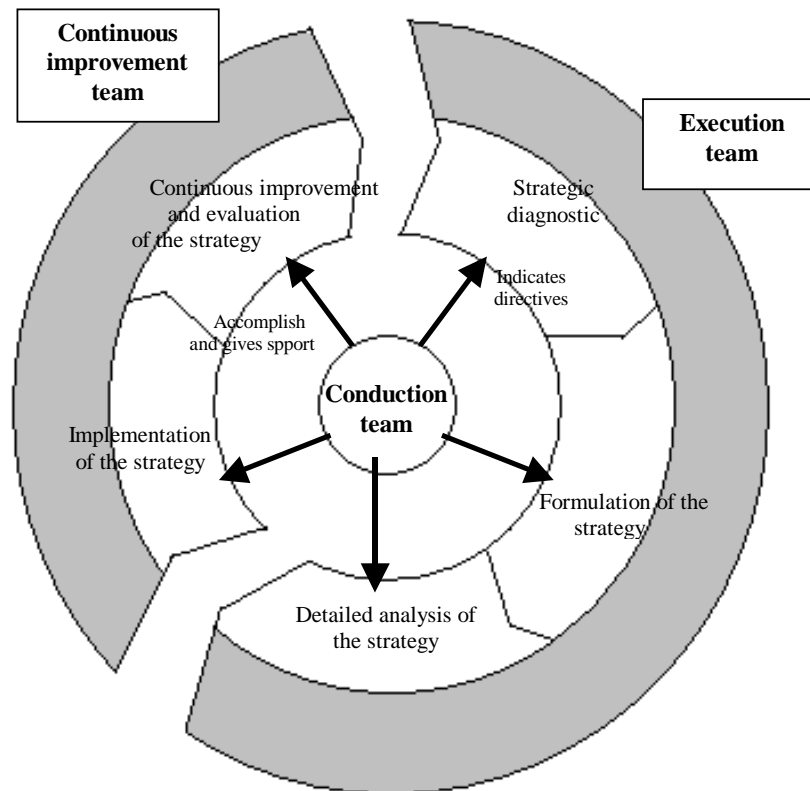 Continuous
improvement
team
Execution
team
Continuous improvement
and evaluation
of the strategy
Strategic
diagnostic
Indicates
directives
Accomplish
and gives spport
Conduction
team
Implementation
of the strategy
Formulation of the
strategy
Detailed analysis of
the strategy